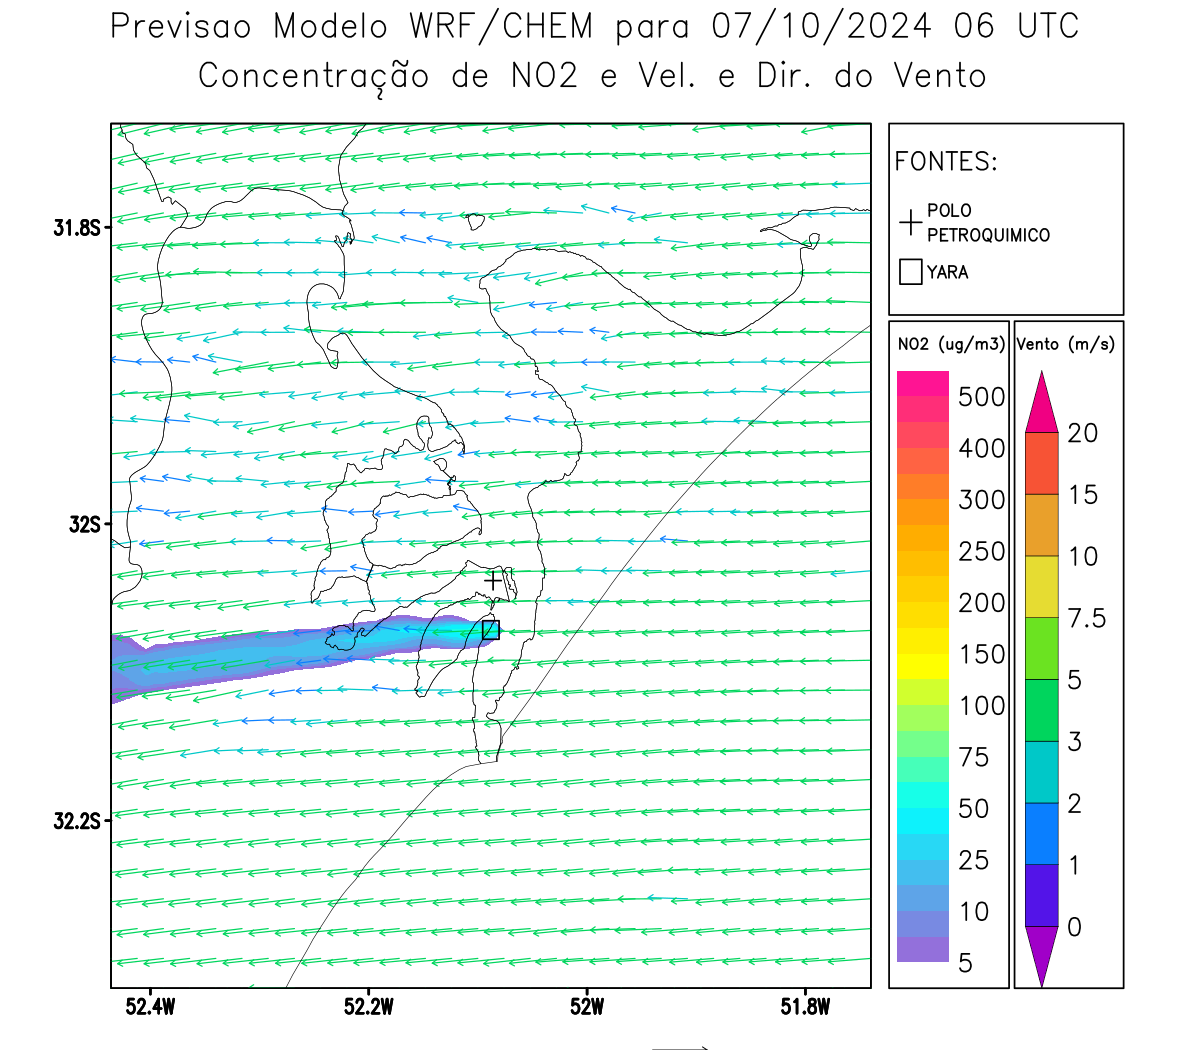 Previsao Modelo WRF/CHEM para 07/10/2024 06 UTC
Concentração de NO2 e Vel. e Dir. do Vento
FONTES:
POLO
PETROQUIMICO
YARA
31.8S
32S
32.2S
52.4W
52.2W
52W
51.8W
NO2 (ug/m3)
500
400
300
250
200
150
100
75
50
25
10
5
Vento (m/s)
20
15
10
7.5
5
3
2
1
0